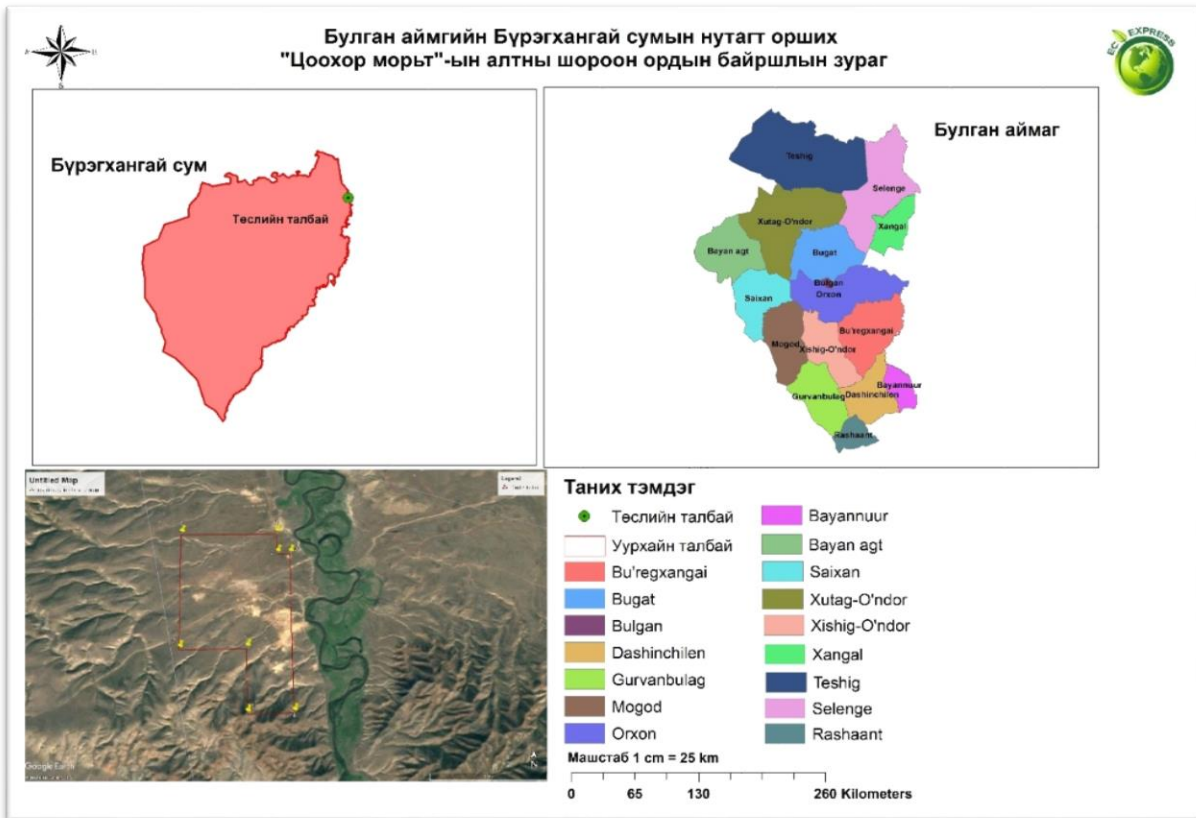 Булган аймгийн Бүрэгхангай сумын нутагт орших
"Цоохор морьт"-ын алтны шороон ордын байршлын зураг
ECO EXPRESS
Бүрэгхангай сум
Төслийн талбай
Булган аймаг
Teshig
Selenge
Xutag-O'ndor
Xangal
Bayan agt
Bugat
Bulgan
Orxon
Saixan
Bu'regxangai
Mogod
Xishig-O'ndor
Bayannuur
Gurvanbulag
Dashinchilen
Rashaant
Untitled Map
Legend
Google Earth
N
Таних тэмдэг
Төслийн талбай
Уурхайн талбай
Bu'regxangai
Bugat
Bulgan
Dashinchilen
Gurvanbulag
Mogod
Orxon
Bayannuur
Bayan agt
Saixan
Xutag-O'ndor
Xishig-O'ndor
Xangal
Teshig
Selenge
Rashaant
Машстаб 1 cm = 25 km
0 65 130 260 Kilometers